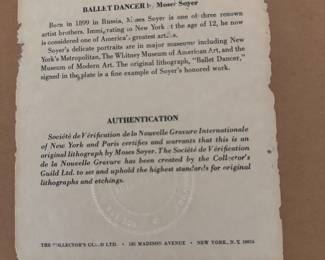 BALLET DANCER by Moses Soyer
Born in 1899 in Russia, Moses Soyer is one of three renown
artist brothers. Immigrating in New York at the age of 12, he now
is considered one of America's greatest artists.
Soyer's delicate portraits are in major museums including New
York's Metropolitan, The Whitney Museum of American Art, and the
Museum of Modern Art. The original lithograph, "Ballet Dancer,"
signed in the plate is a fine example of Soyer's honored work.
AUTHENTICATION
Société de Vérification de la Nouvelle Gravure Internationale
of New York and Paris certifies and warrants that this is an
original lithograph by Moses Soyer. The Société de Vérification
de la Nouvelle Gravure has been created by the Collector's
Guild Ltd. to set and uphold the highest standards for original
lithographs and etchings.
THE COLLECTOR'S GUILD LTD. • 185 MADISON AVENUE • NEW YORK, N.Y. 10016